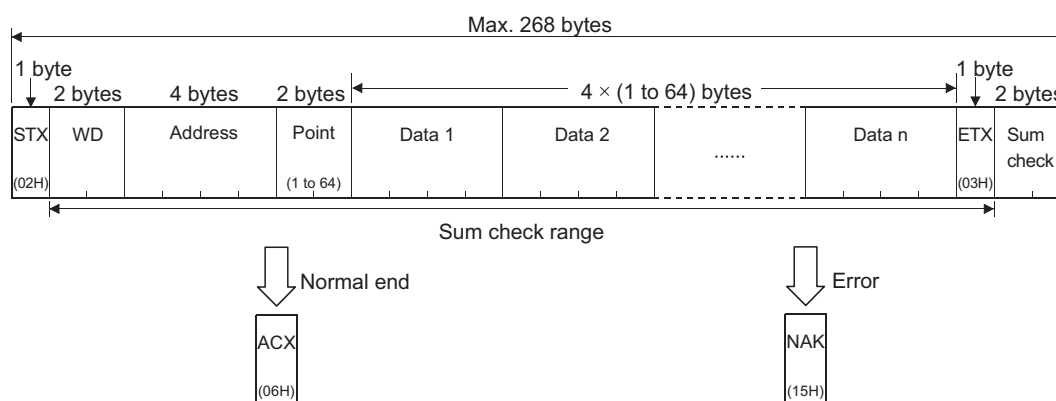 Max. 268 bytes
1 byte
2 bytes
4 bytes
2 bytes
4 × (1 to 64) bytes
1 byte
2 bytes
STX
(02H)
WD
Address
Point
(1 to 64)
Data 1
Data 2
......
Data n
ETX
(03H)
Sum
check
Sum check range
Normal end
Error
ACX
(06H)
NAK
(15H)